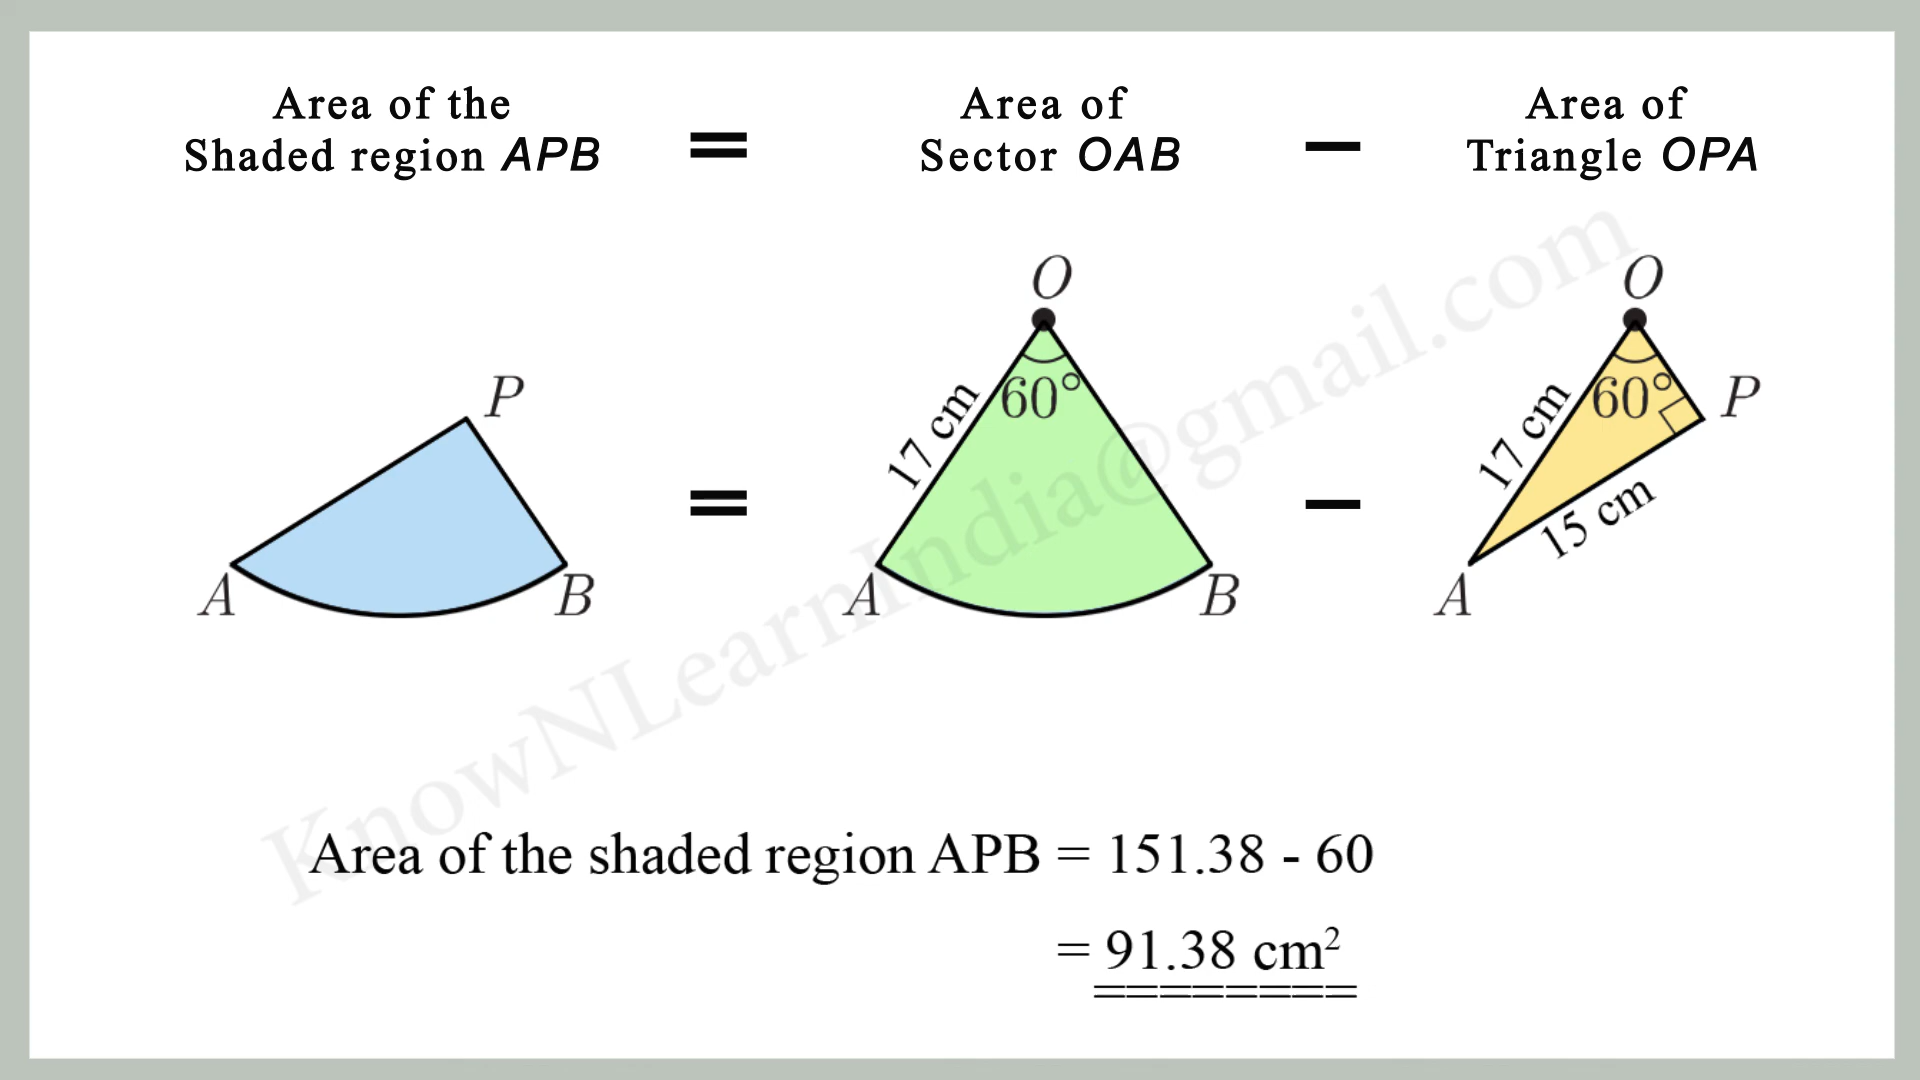 Area of the
Shaded region APB
=
Area of
Sector OAB
−
Area of
Triangle OPA
P
A
B
=
O
60°
17 cm
A
B
−
O
60°
17 cm
P
15 cm
A
KnowNLearnIndia@gmail.com
Area of the shaded region APB = 151.38 - 60
= 91.38 cm²
========